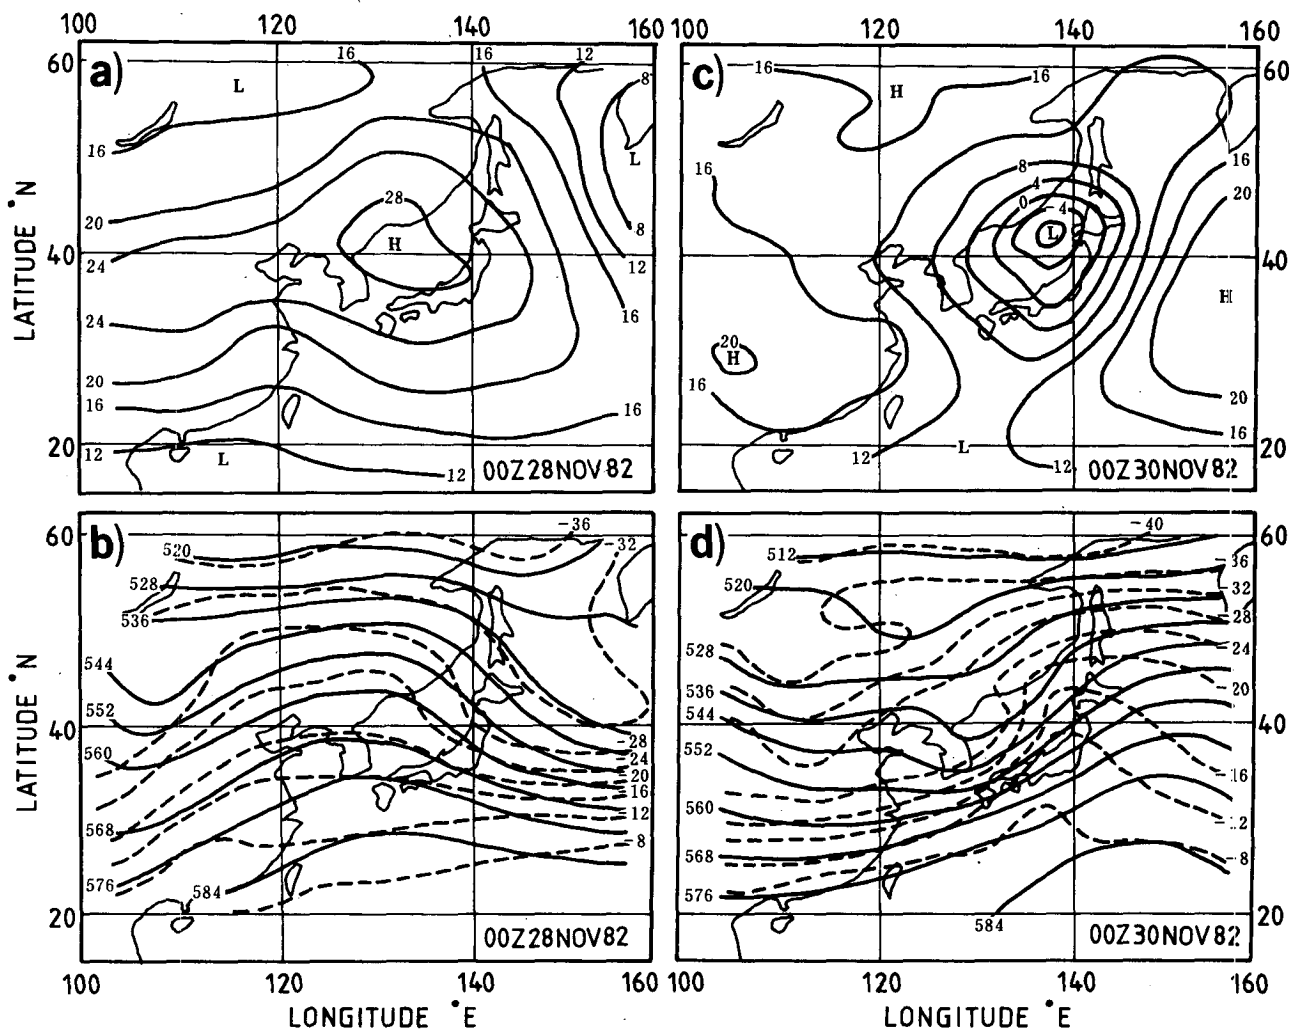 100 120 140 160 100 120 140 160
60 a) L 16 16 12 8 c) 16 H 16 60
16 L 8 16
16 4 20
20 28 0 -4
24 H 8 L
40 12 40
24 16 20 H H
20 16 20
16 16 16
20 12 L 12 L 12 20
12 00Z28NOV82 00Z30NOV82
LATITUDE °N
60 b) 520 -36 -32 d) 512 -40 60
528 520 -36
536 -32
544 528 -28
552 536 -24
560 544 -20
40 -28 552 40
-24 -16
-20
-16 560
568 -12 -12
-8 568 -8
576 584 576
20 584 20
00Z28NOV82 00Z30NOV82
LATITUDE °N
100 120 140 160 100 120 140 160
LONGITUDE °E LONGITUDE °E